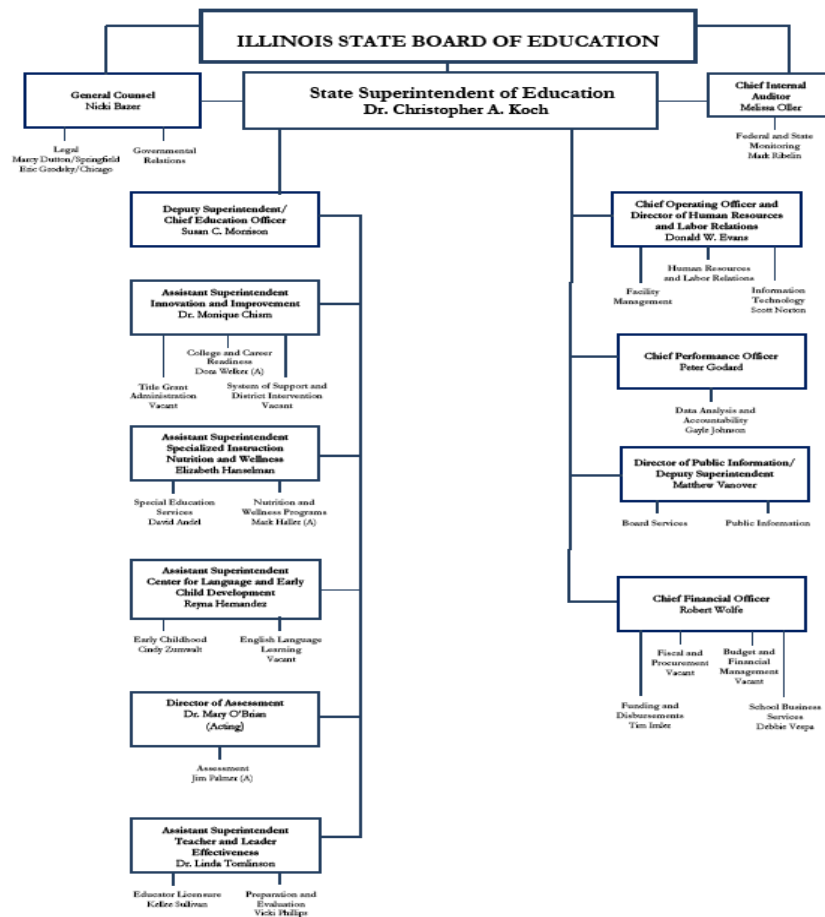 ILLINOIS STATE BOARD OF EDUCATION
General Counsel
Nicki Bazer
State Superintendent of Education
Dr. Christopher A. Koch
Chief Internal
Auditor
Melissa Oller
Legal
Marcy Dutton/Springfield
Eric Grodsky/Chicago
Governmental
Relations
Federal and State
Monitoring
Mark Ribelin
Deputy Superintendent/
Chief Education Officer
Susan C. Morrison
Chief Operating Officer and
Director of Human Resources
and Labor Relations
Donald W. Evans
Facility
Management
Human Resources
and Labor Relations
Information
Technology
Scott Norton
Assistant Superintendent
Innovation and Improvement
Dr. Monique Chism
Title Grant
Administration
Vacant
College and Career
Readiness
Dora Welker (A)
System of Support and
District Intervention
Vacant
Chief Performance Officer
Peter Godard
Data Analysis and
Accountability
Gayle Johnson
Assistant Superintendent
Specialized Instruction
Nutrition and Wellness
Elizabeth Hanselman
Special Education
Services
David Andel
Nutrition and
Wellness Programs
Mark Haller (A)
Director of Public Information/
Deputy Superintendent
Matthew Vanover
Board Services
Public Information
Assistant Superintendent
Center for Language and Early
Child Development
Reyna Hernandez
Early Childhood
Cindy Zumwalt
English Language
Learning
Vacant
Chief Financial Officer
Robert Wolfe
Funding and
Disbursements
Tim Imler
Fiscal and
Procurement
Vacant
Budget and
Financial
Management
Vacant
School Business
Services
Debbie Vespa
Director of Assessment
Dr. Mary O'Brian
(Acting)
Assessment
Jim Palmer (A)
Assistant Superintendent
Teacher and Leader
Effectiveness
Dr. Linda Tomlinson
Educator Licensure
Kellee Sullivan
Preparation and
Evaluation
Vicki Phillips